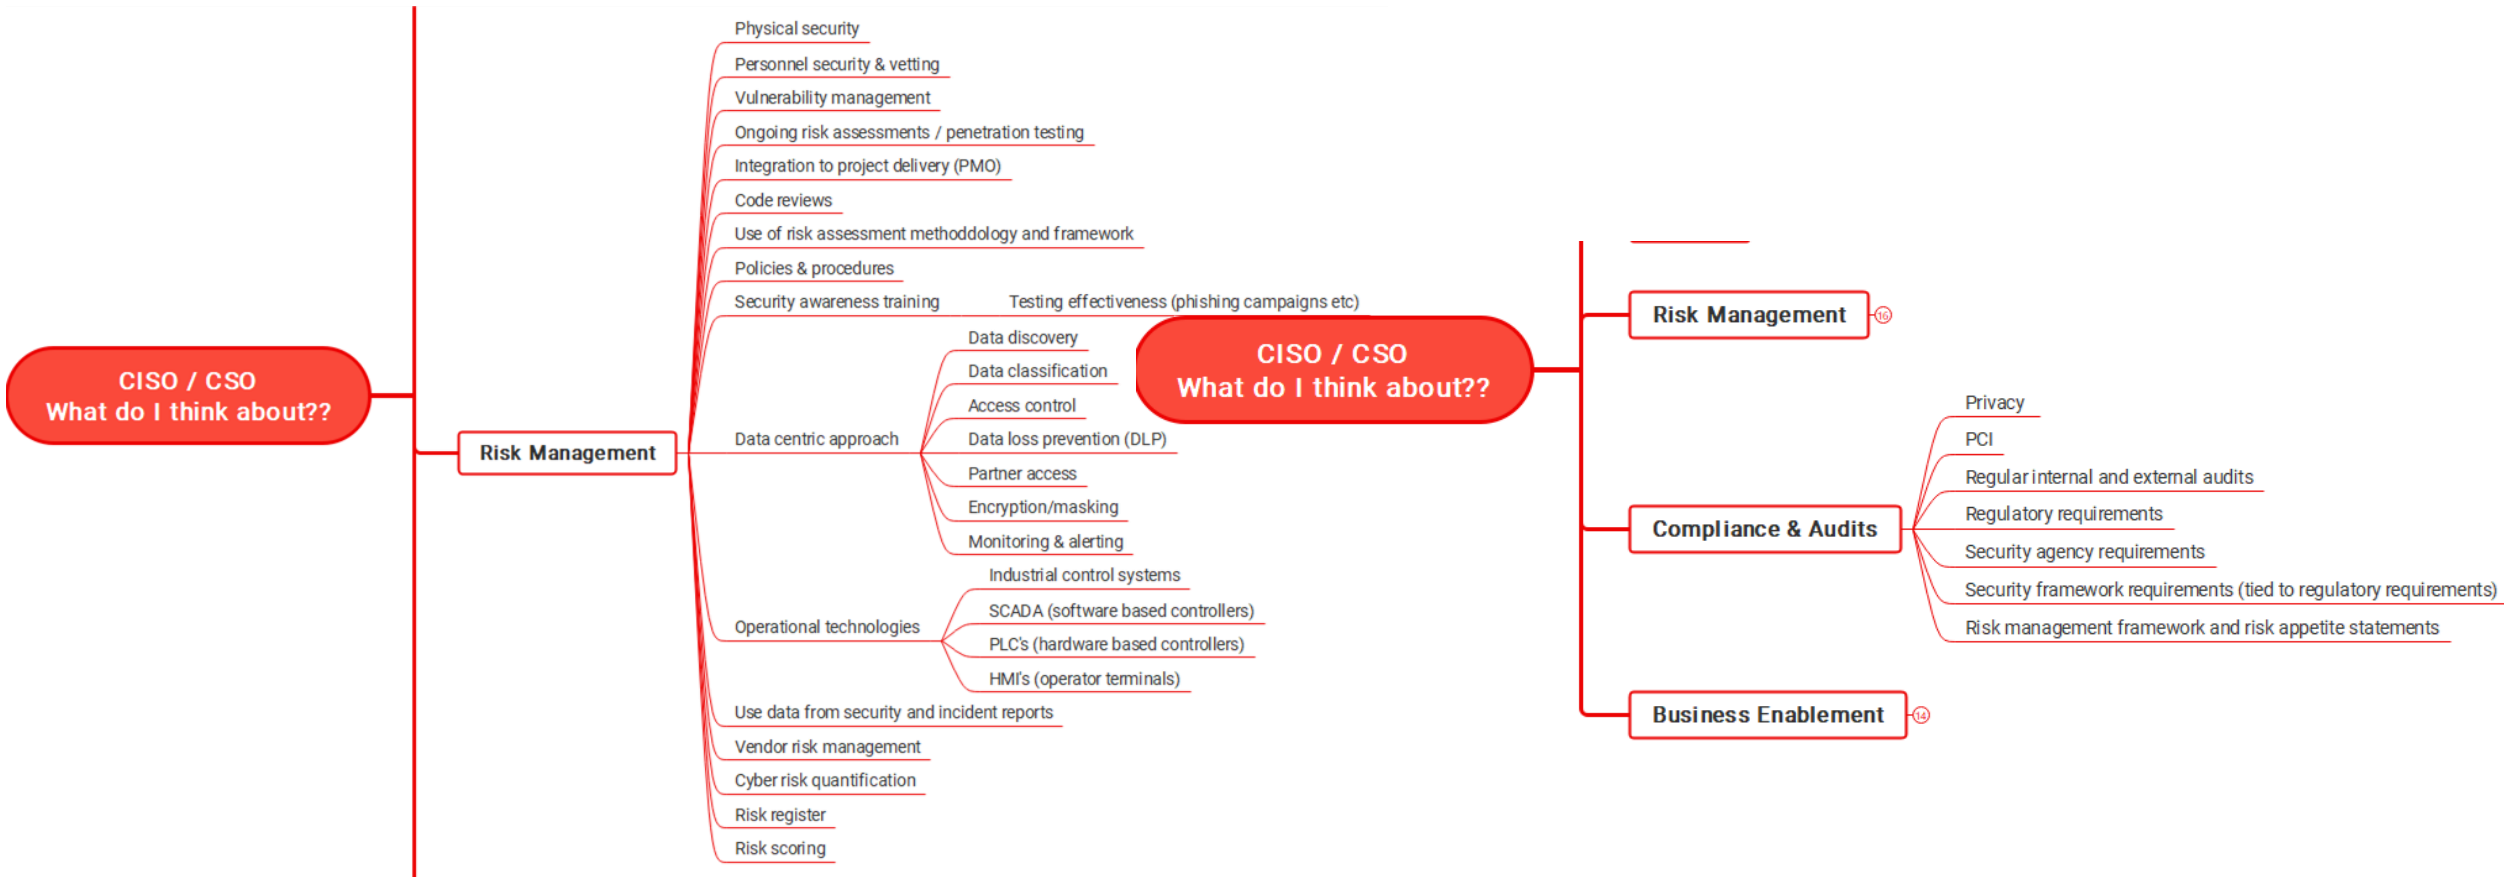 Physical security
Personnel security & vetting
Vulnerability management
Ongoing risk assessments / penetration testing
Integration to project delivery (PMO)
Code reviews
Use of risk assessment methoddology and framework
Policies & procedures
Security awareness training
Testing effectiveness (phishing campaigns etc)
CISO / CSO
What do I think about??
Risk Management
Data centric approach
Data discovery
Data classification
Access control
Data loss prevention (DLP)
Partner access
Encryption/masking
Monitoring & alerting
Operational technologies
Industrial control systems
SCADA (software based controllers)
PLC's (hardware based controllers)
HMI's (operator terminals)
Use data from security and incident reports
Vendor risk management
Cyber risk quantification
Risk register
Risk scoring
CISO / CSO
What do I think about??
Risk Management
16
Compliance & Audits
Privacy
PCI
Regular internal and external audits
Regulatory requirements
Security agency requirements
Security framework requirements (tied to regulatory requirements)
Risk management framework and risk appetite statements
Business Enablement
14